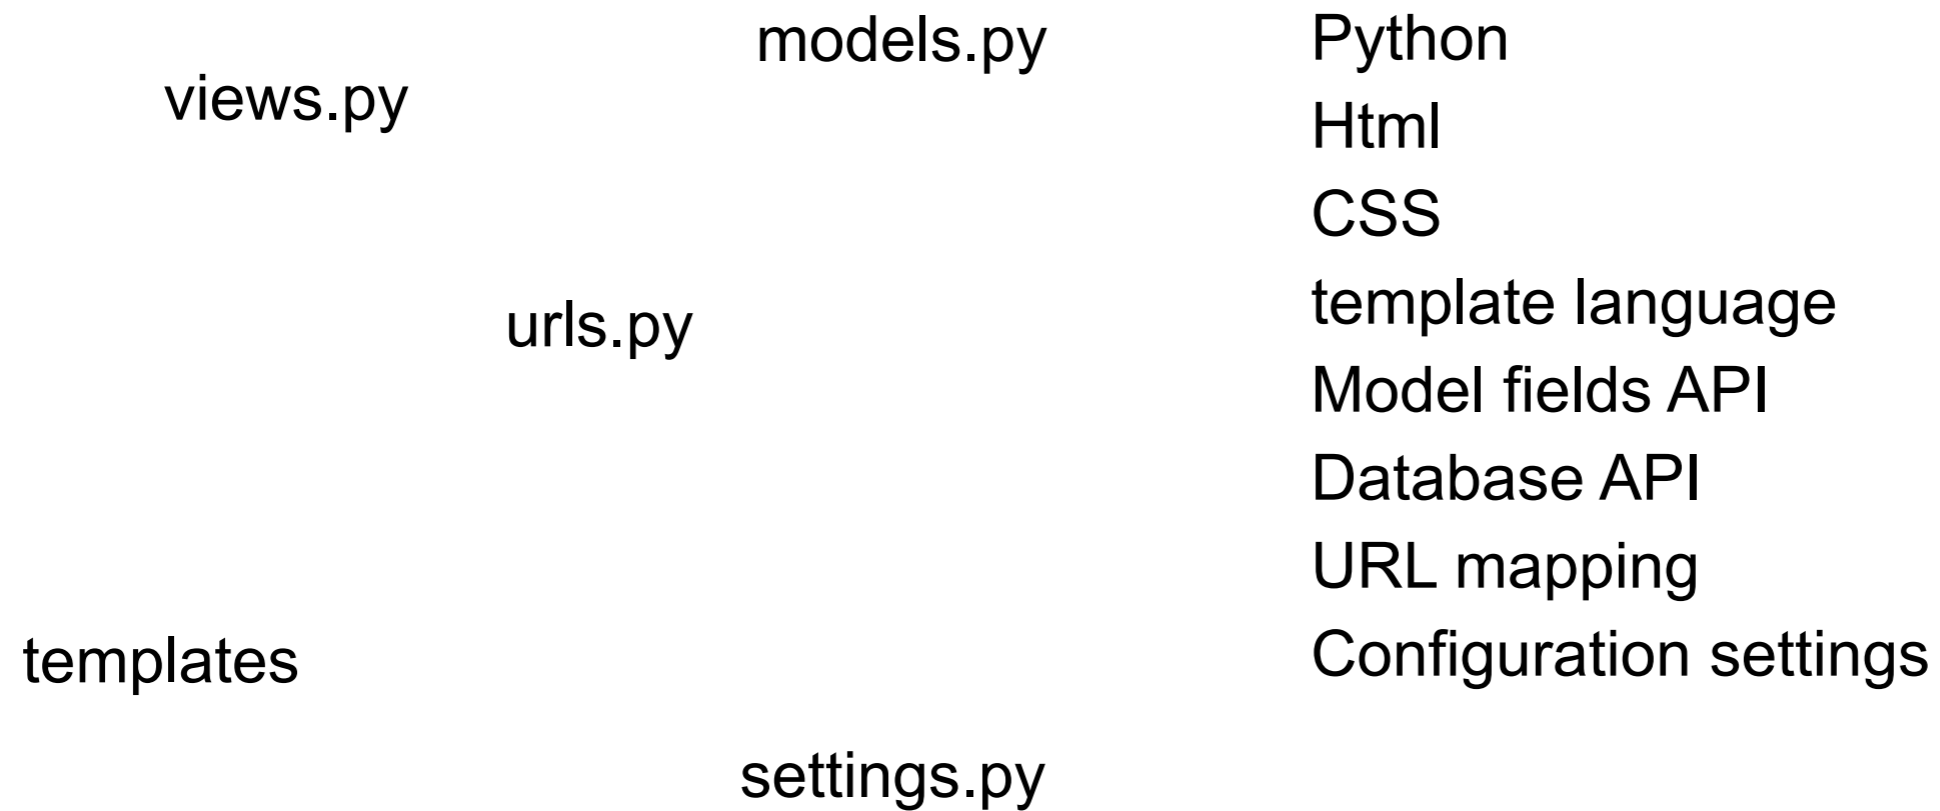 models.py
views.py
urls.py
templates
settings.py
Python
Html
CSS
template language
Model fields API
Database API
URL mapping
Configuration settings